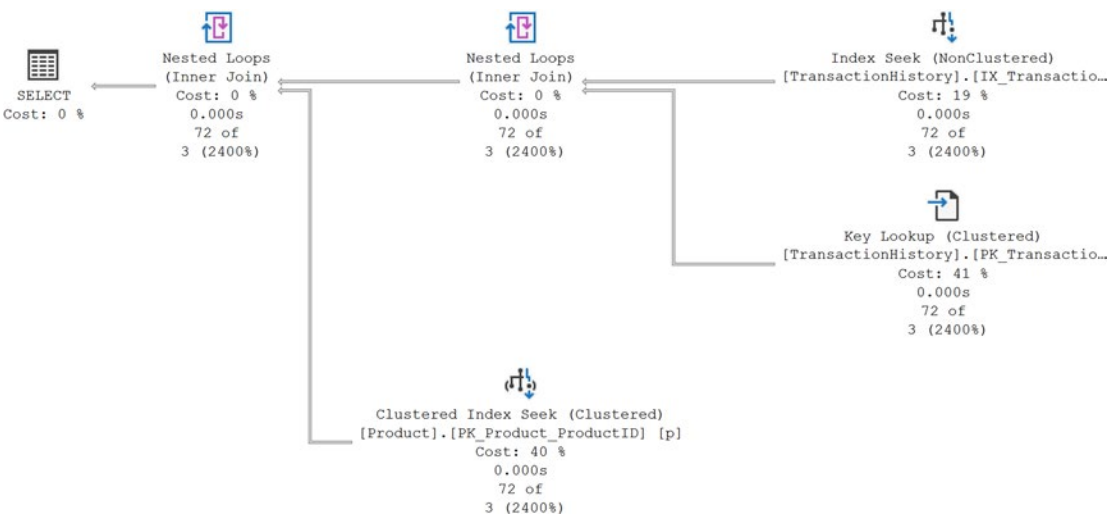 SELECT
Cost: 0 %
Nested Loops
(Inner Join)
Cost: 0 %
0.000s
72 of
3 (2400%)
Nested Loops
(Inner Join)
Cost: 0 %
0.000s
72 of
3 (2400%)
Index Seek (NonClustered)
[TransactionHistory].[IX_Transactio…
Cost: 19 %
0.000s
72 of
3 (2400%)
Key Lookup (Clustered)
[TransactionHistory].[PK_Transactio…
Cost: 41 %
0.000s
72 of
3 (2400%)
Clustered Index Seek (Clustered)
[Product].[PK_Product_ProductID] [p]
Cost: 40 %
0.000s
72 of
3 (2400%)